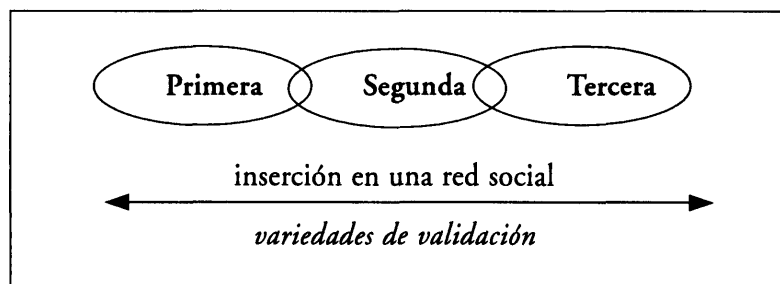 Primera Segunda Tercera
inserción en una red social
variedades de validación